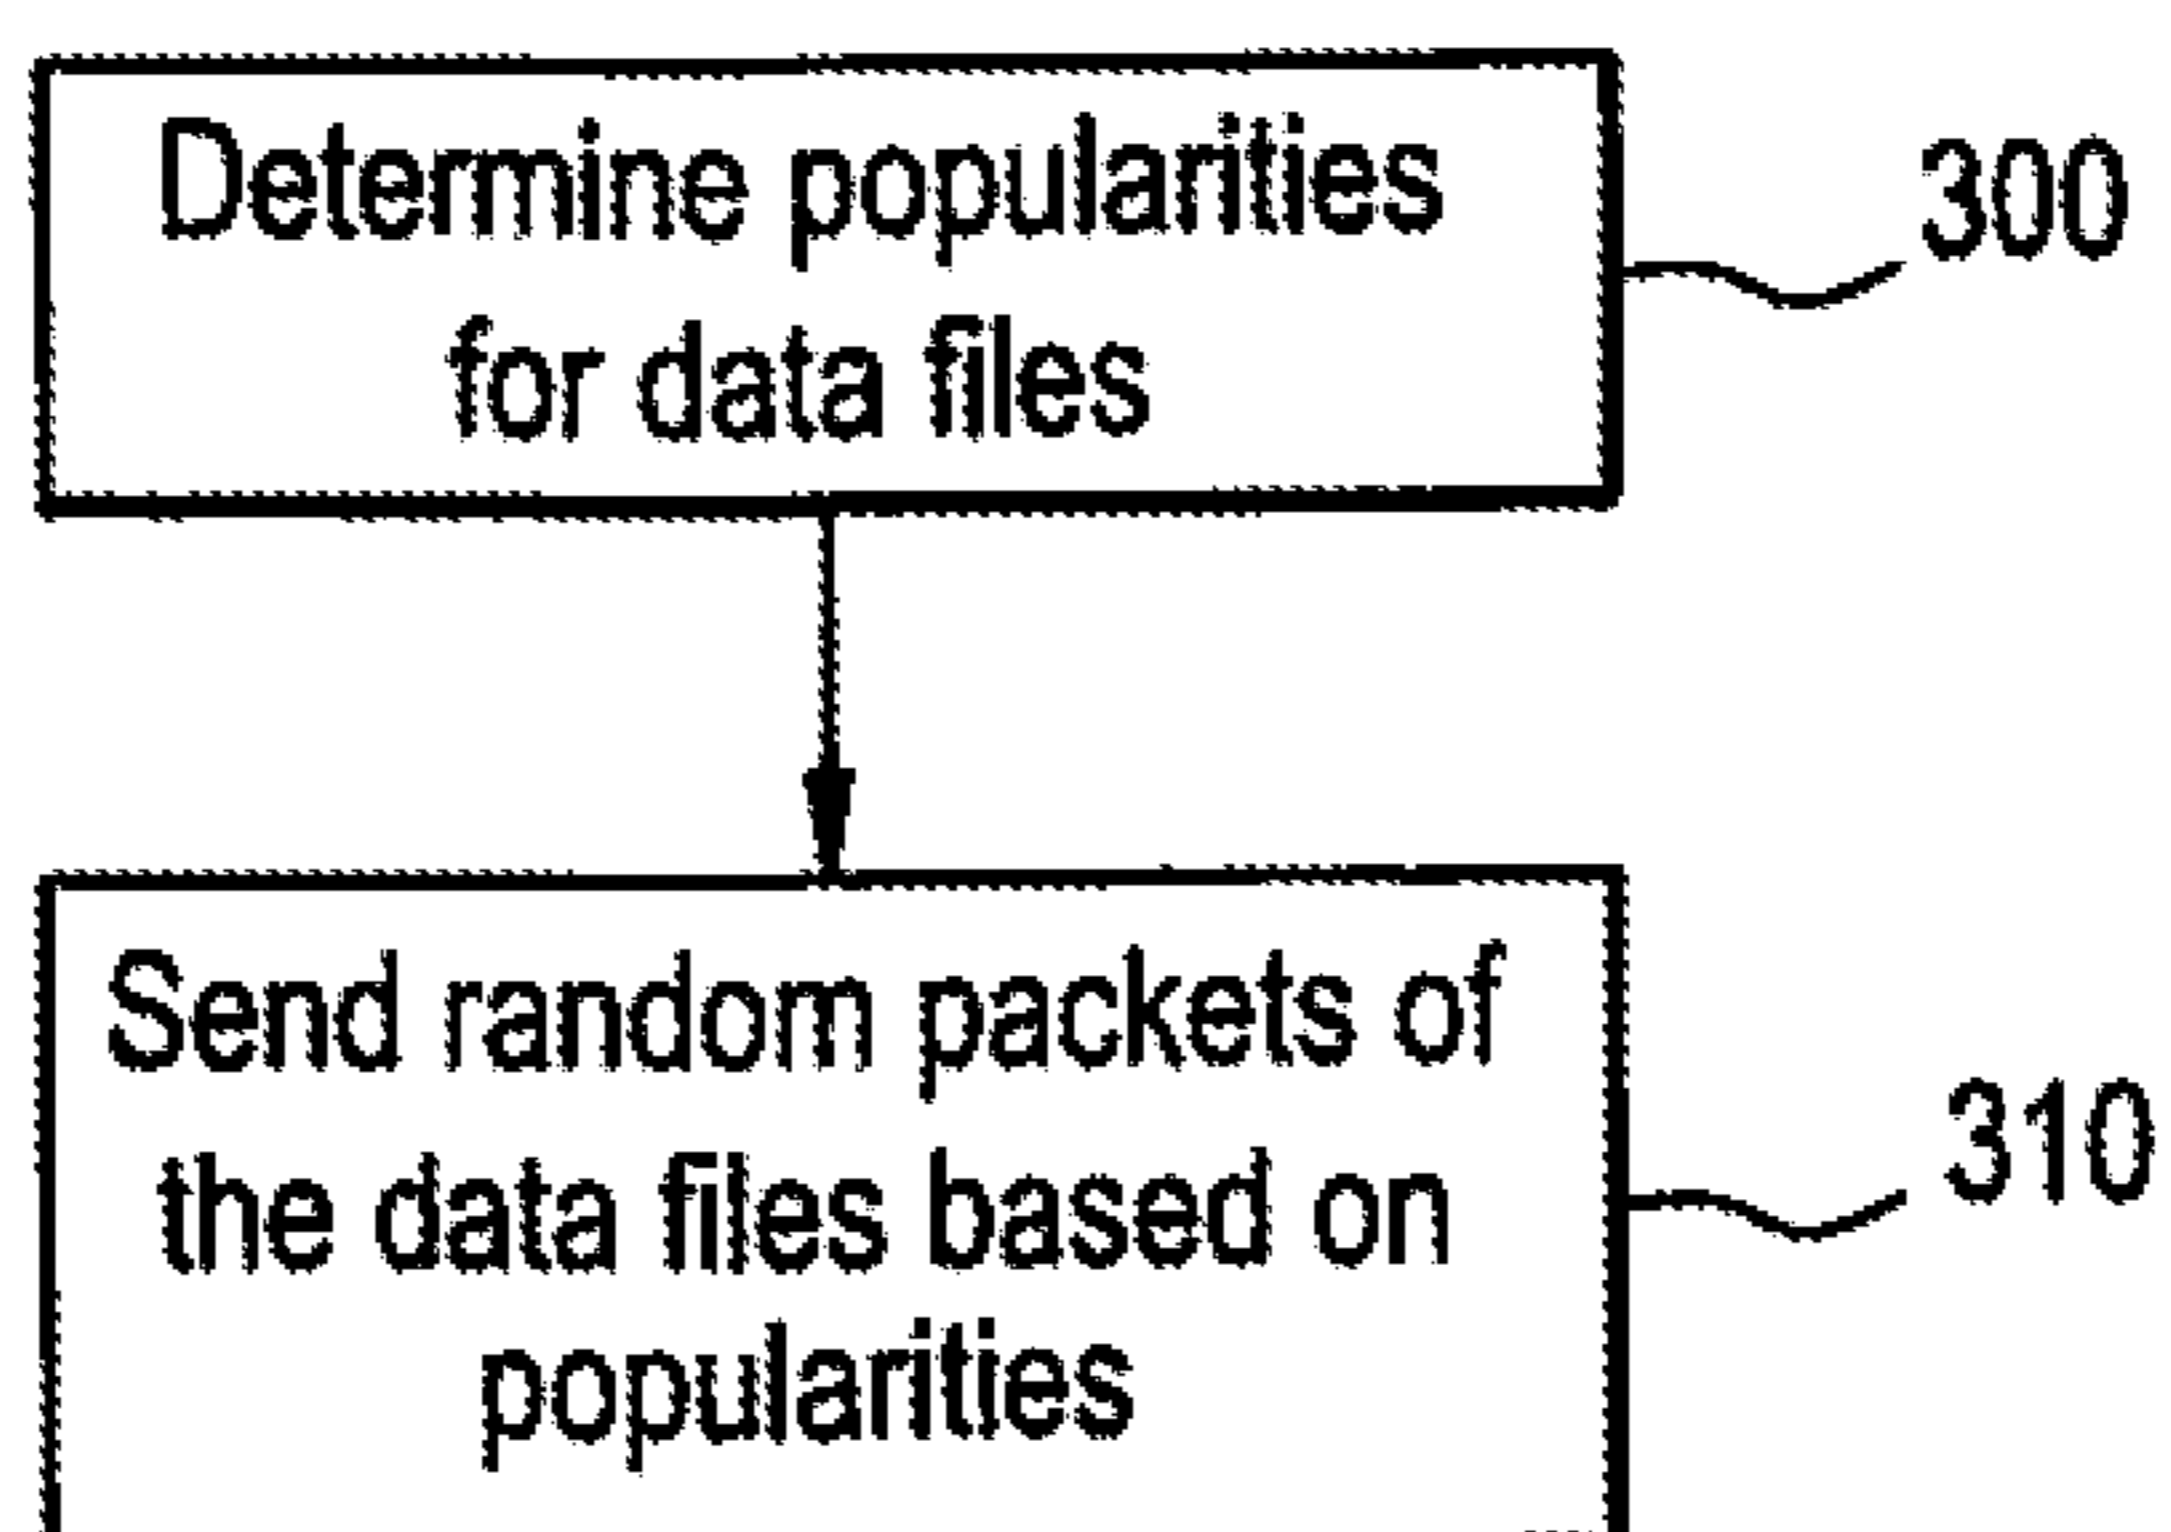 Determine popularities
for data files
300
Send random packets of
the data files based on
popularities
310